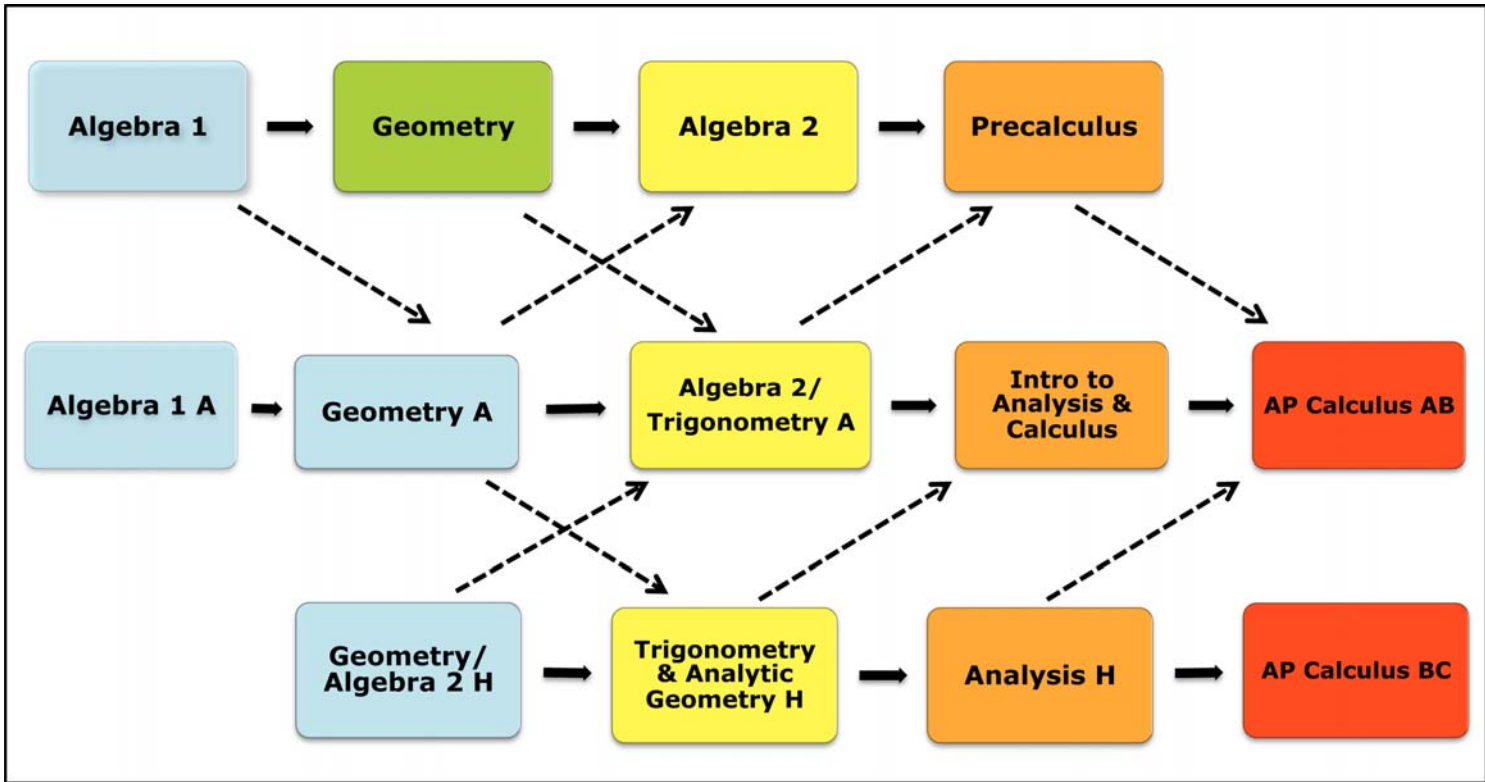 Algebra 1
Geometry
Algebra 2
Precalculus
Algebra 1 A
Geometry A
Algebra 2/
Trigonometry A
Intro to
Analysis &
Calculus
AP Calculus AB
Geometry/
Algebra 2 H
Trigonometry
& Analytic
Geometry H
Analysis H
AP Calculus BC